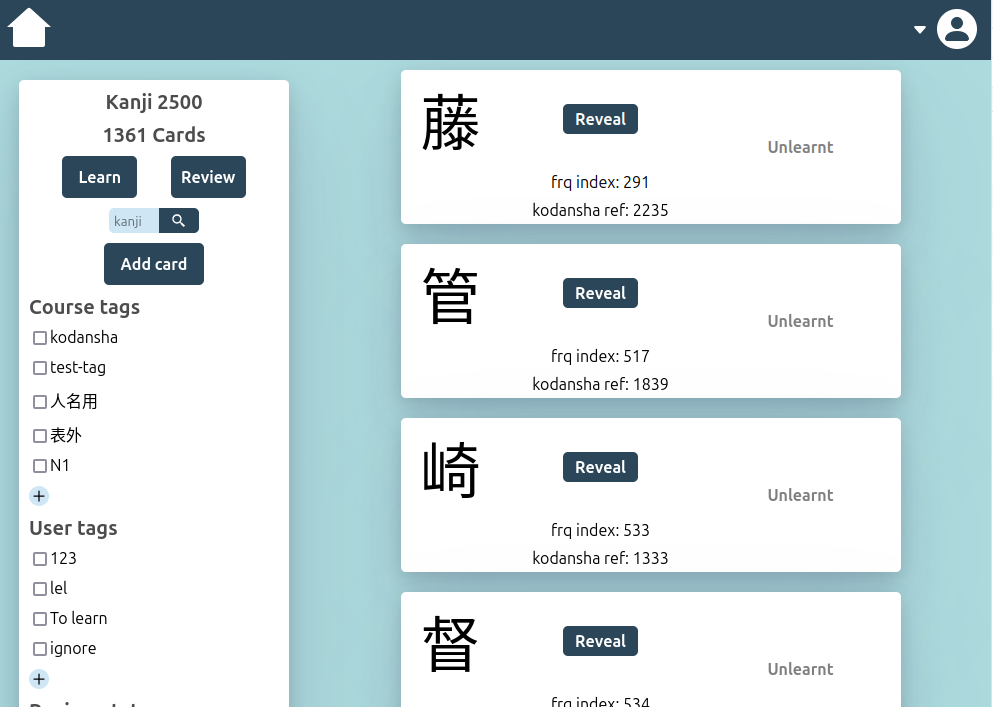 Kanji 2500
1361 Cards
Learn Review
kanji
Add card
Course tags
kodansha
test-tag
人名用
表外
N1
User tags
123
lel
To learn
ignore
藤
Reveal
Unlearnt
frq index: 291
kodansha ref: 2235
管
Reveal
Unlearnt
frq index: 517
kodansha ref: 1839
崎
Reveal
Unlearnt
frq index: 533
kodansha ref: 1333
督
Reveal
Unlearnt
frq index: 534